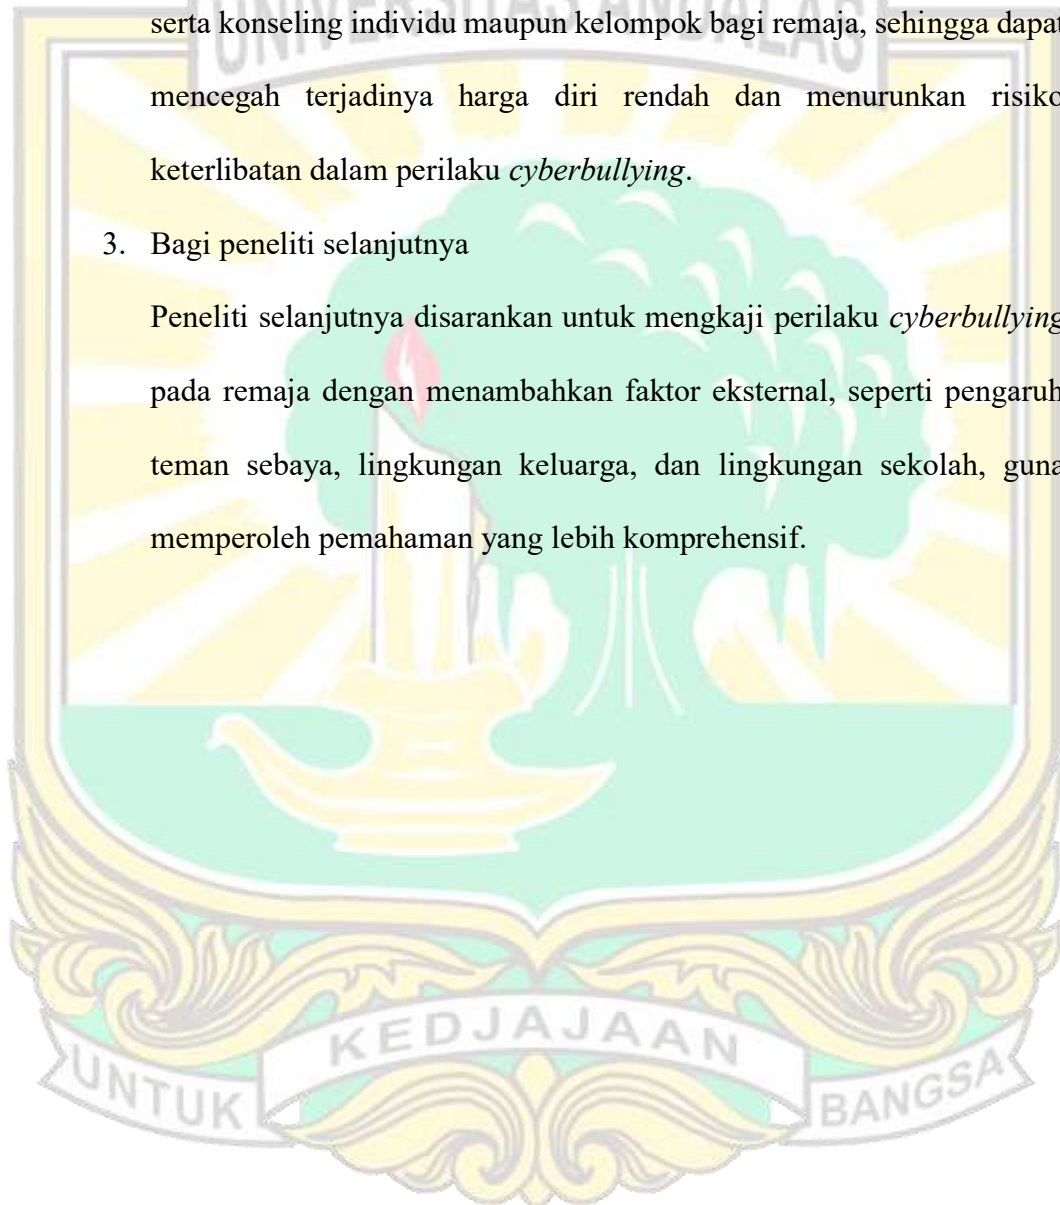 UNIVERSITAS ANDALAS
serta konseling individu maupun kelompok bagi remaja, sehingga dapat
mencegah terjadinya harga diri rendah dan menurunkan risiko
keterlibatan dalam perilaku cyberbullying.
3. Bagi peneliti selanjutnya
Peneliti selanjutnya disarankan untuk mengkaji perilaku cyberbullying
pada remaja dengan menambahkan faktor eksternal, seperti pengaruh
teman sebaya, lingkungan keluarga, dan lingkungan sekolah, guna
memperoleh pemahaman yang lebih komprehensif.
UNTUK KEDJAJAAN BANGSA